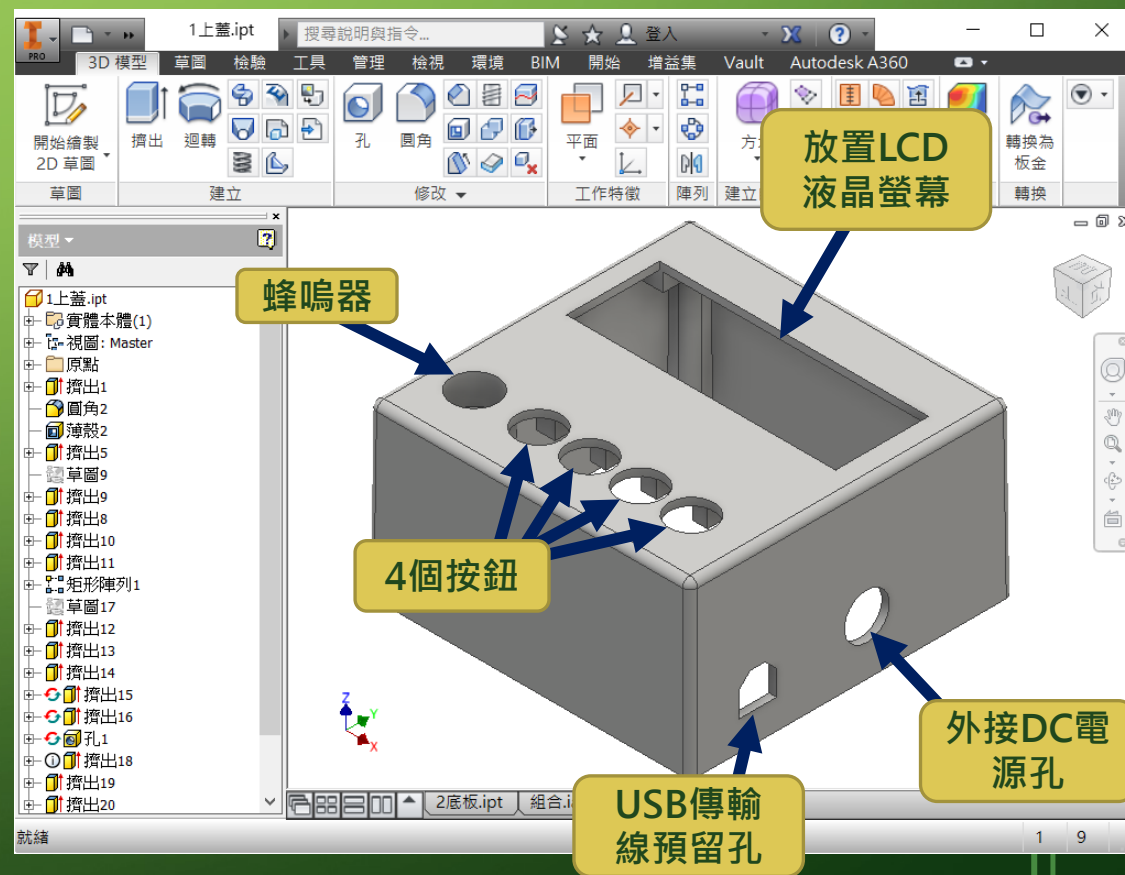 1上蓋.ipt
搜尋說明與指令...
登入
PRO
3D 模型 草圖 檢驗 工具 管理 檢視 環境 BIM 開始 增益集 Vault Autodesk A360
開始繪製
2D 草圖
擠出
迴轉
孔
圓角
平面
轉換為
板金
草圖
建立
修改
工作特徵
陣列
轉換
放置LCD
液晶螢幕
模型
蜂嗚器
1上蓋.ipt
實體本體(1)
視圖: Master
原點
擠出1
圓角2
薄殼2
擠出5
草圖9
擠出9
擠出8
擠出10
擠出11
矩形陣列1
草圖17
擠出12
擠出13
擠出14
擠出15
擠出16
孔1
擠出18
擠出19
擠出20
4個按鈕
Z
Y
X
外接DC電
源孔
USB傳輸
線預留孔
2底板.ipt
就緒
1 9